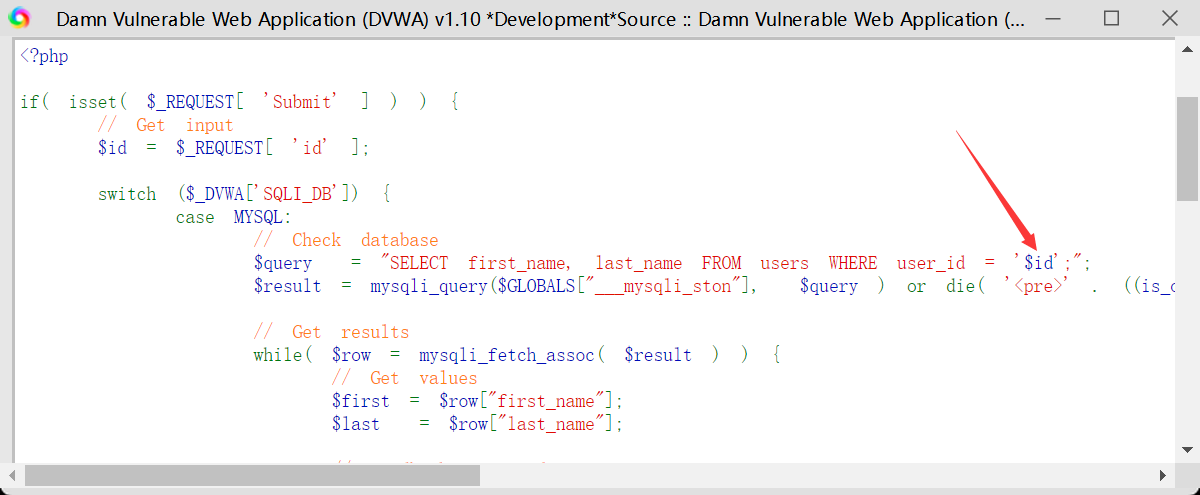 Damn Vulnerable Web Application (DVWA) v1.10 *Development*Source :: Damn Vulnerable Web Application (...
<?php
if( isset( $_REQUEST[ 'Submit' ] ) ) {
// Get input
$id = $_REQUEST[ 'id' ];
switch ($_DVWA['SQLI_DB']) {
case MYSQL:
// Check database
$query = "SELECT first_name, last_name FROM users WHERE user_id = '$id';";
$result = mysqli_query($GLOBALS["___mysqli_ston"], $query ) or die( '<pre>' . ((is_
// Get results
while( $row = mysqli_fetch_assoc( $result ) ) {
// Get values
$first = $row["first_name"];
$last = $row["last_name"];